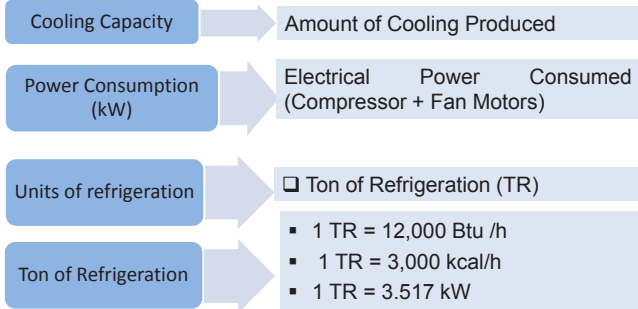 Cooling Capacity
Amount of Cooling Produced
Power Consumption
(kW)
Electrical Power Consumed
(Compressor + Fan Motors)
Units of refrigeration
❑ Ton of Refrigeration (TR)
Ton of Refrigeration
▪ 1 TR = 12,000 Btu /h
▪ 1 TR = 3,000 kcal/h
▪ 1 TR = 3.517 kW